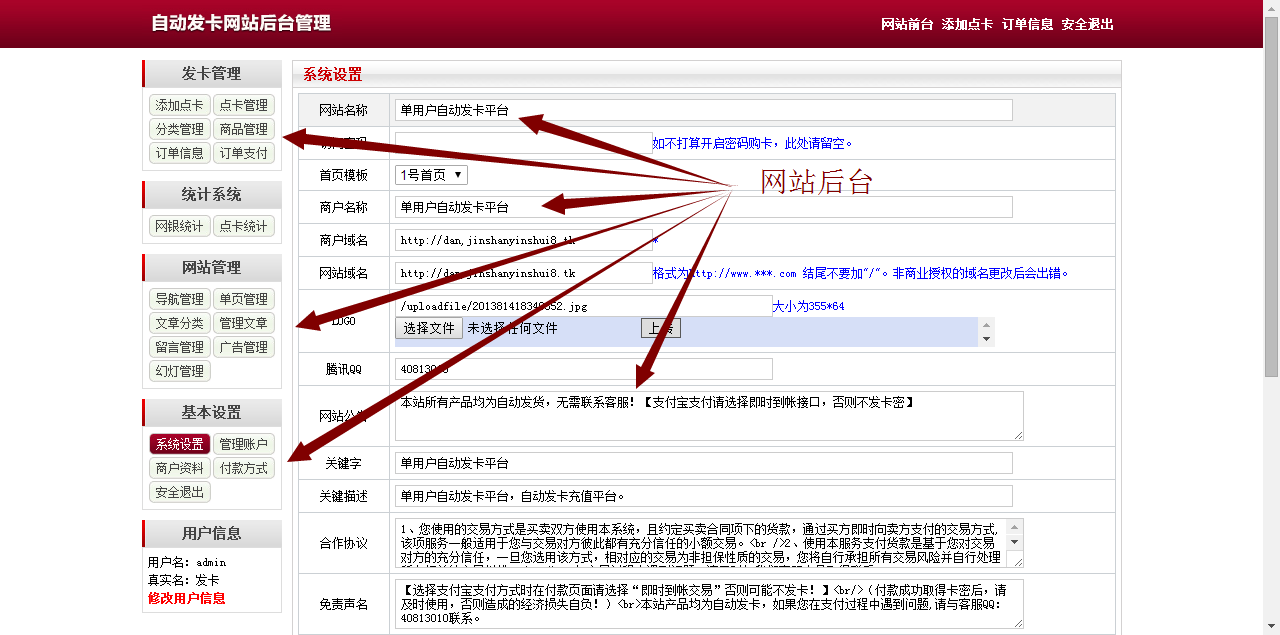 自动发卡网站后台管理
网站前台 添加点卡 订单信息 安全退出
发卡管理
添加点卡 点卡管理
分类管理 商品管理
订单信息 订单支付
统计系统
网银统计 点卡统计
网站管理
导航管理 单页管理
文章分类 管理文章
留言管理 广告管理
幻灯管理
基本设置
系统设置 管理账户
商户资料 付款方式
安全退出
用户信息
用户名: admin
真实名: 发卡
修改用户信息
系统设置
网站名称 单用户自动发卡平台
如不打算开启密码购卡，此处请留空。
首页模板 1号首页
网站后台
商户名称 单用户自动发卡平台
商户域名 http://dan.jinshanyinshui8.tk *
网站域名 http://dan.jinshanyinshui8.tk 格式为http://www.***.com 结尾不要加"/"。非商业授权的域名更改后会出错。
LOGO /uploadfile/201381418340352.jpg 大小为355*64
选择文件 未选择任何文件 上传
腾讯QQ 40813010
网站公告 本站所有产品均为自动发货，无需联系客服！【支付宝支付请选择即时到帐接口，否则不发卡密】
关键字 单用户自动发卡平台
关键描述 单用户自动发卡平台，自动发卡充值平台。
合作协议 1、您使用的交易方式是买卖双方使用本系统，且约定买卖合同项下的货款，通过买方即时向卖方支付的交易方式,
该项服务一般适用于您与交易对方彼此都有充分信任的小额交易。<br />2、使用本服务支付货款是基于您对交易
对方的充分信任，一旦您选用该方式，相对应的交易为非担保性质的交易，您将自行承担所有交易风险并自行处理
免责声名 【选择支付宝支付方式时在付款页面请选择“即时到帐交易”否则可能不发卡！】<br/>（付款成功取得卡密后，请
及时使用，否则造成的经济损失自负！）<br>本站产品均为自动发卡，如果您在支付过程中遇到问题,请与客服QQ：
40813010联系。